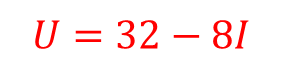 U = 32 − 8I